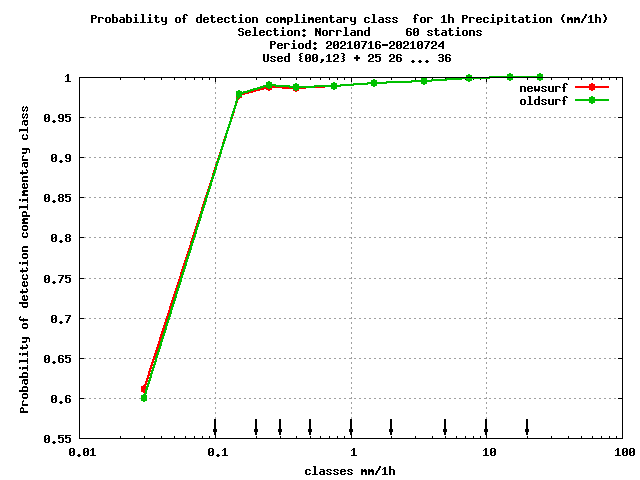 Probability of detection complimentary class  for 1h Precipitation (mm/1h)
Selection: Norrland     60 stations
Period: 20210716-20210724
Used {00,12} + 25 26 ... 36
newsurf
oldsurf
1
0.95
0.9
0.85
0.8
0.75
0.7
0.65
0.6
0.55
Probability of detection complimentary class
0.01
0.1
1
10
100
classes mm/1h